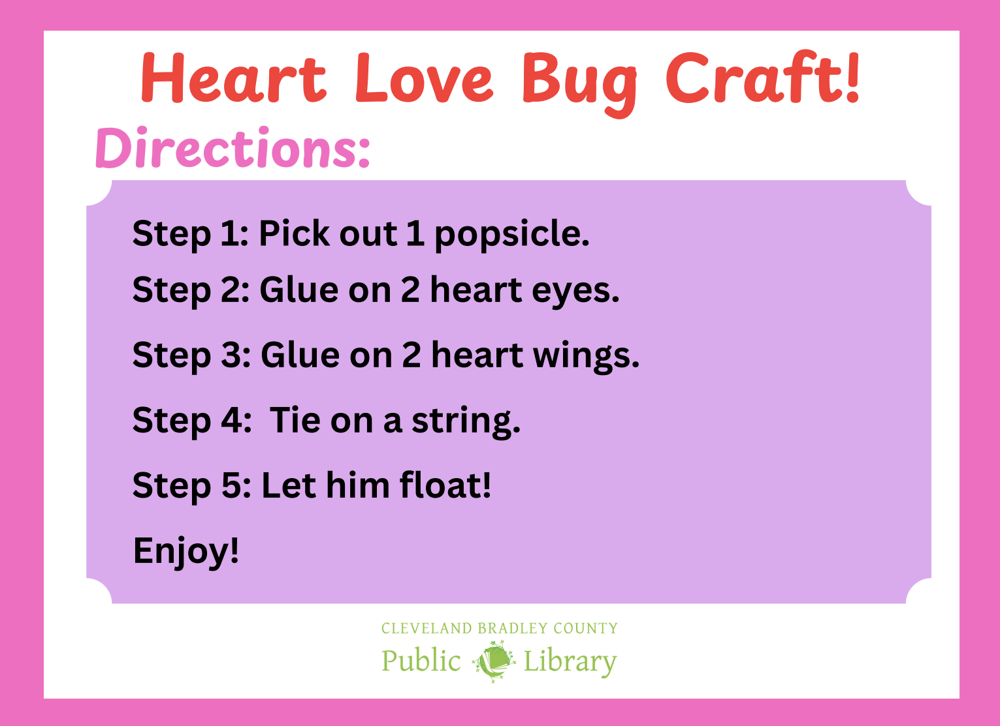 Heart Love Bug Craft!
Directions:
Step 1: Pick out 1 popsicle.
Step 2: Glue on 2 heart eyes.
Step 3: Glue on 2 heart wings.
Step 4:  Tie on a string.
Step 5: Let him float!
Enjoy!
CLEVELAND BRADLEY COUNTY
Public Library